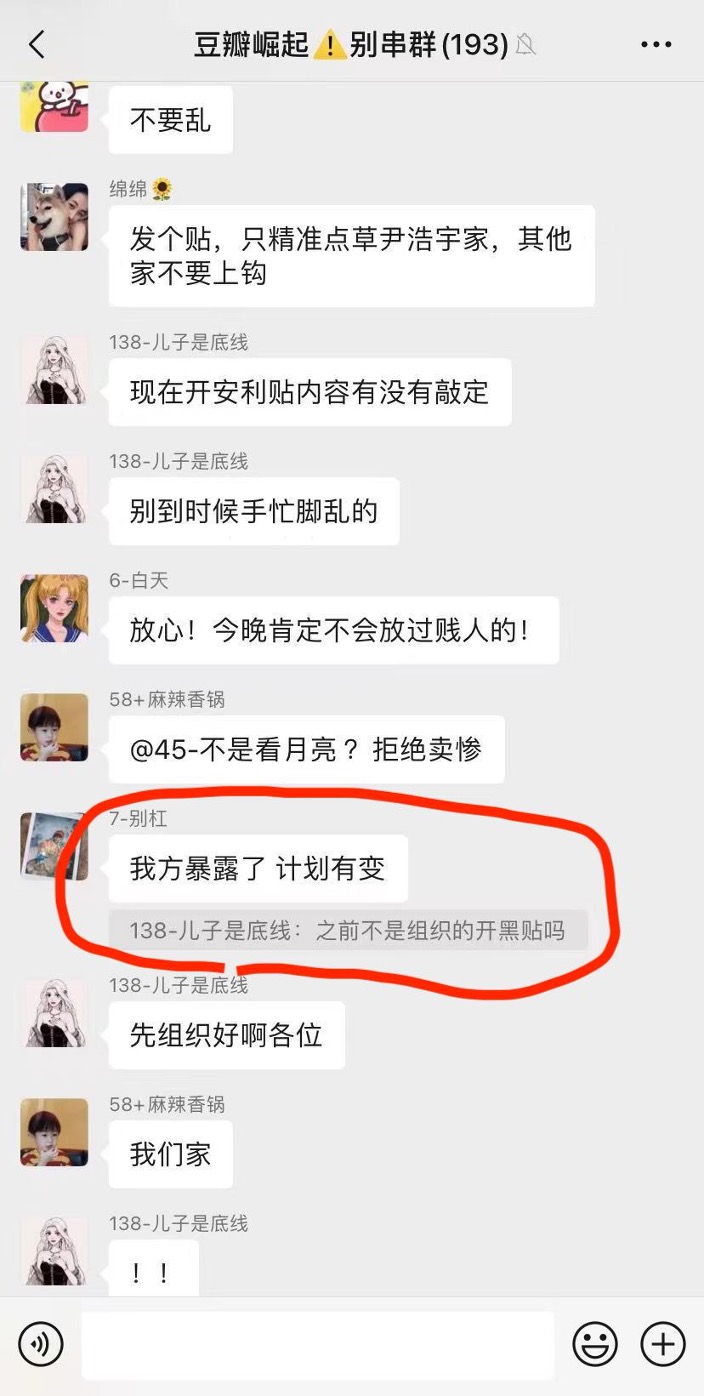 豆瓣崛起⚠️别串群(193)
不要乱
绵绵🌻
发个贴，只精准点草尹浩宇家，其他
家不要上钩
138-儿子是底线
现在开安利贴内容有没有敲定
138-儿子是底线
别到时候手忙脚乱的
6-白天
放心！今晚肯定不会放过贱人的！
58+麻辣香锅
@45-不是看月亮？拒绝卖惨
7-别杠
我方暴露了 计划有变
138-儿子是底线：之前不是组织的开黑贴吗
138-儿子是底线
先组织好啊各位
58+麻辣香锅
我们家
138-儿子是底线
！！